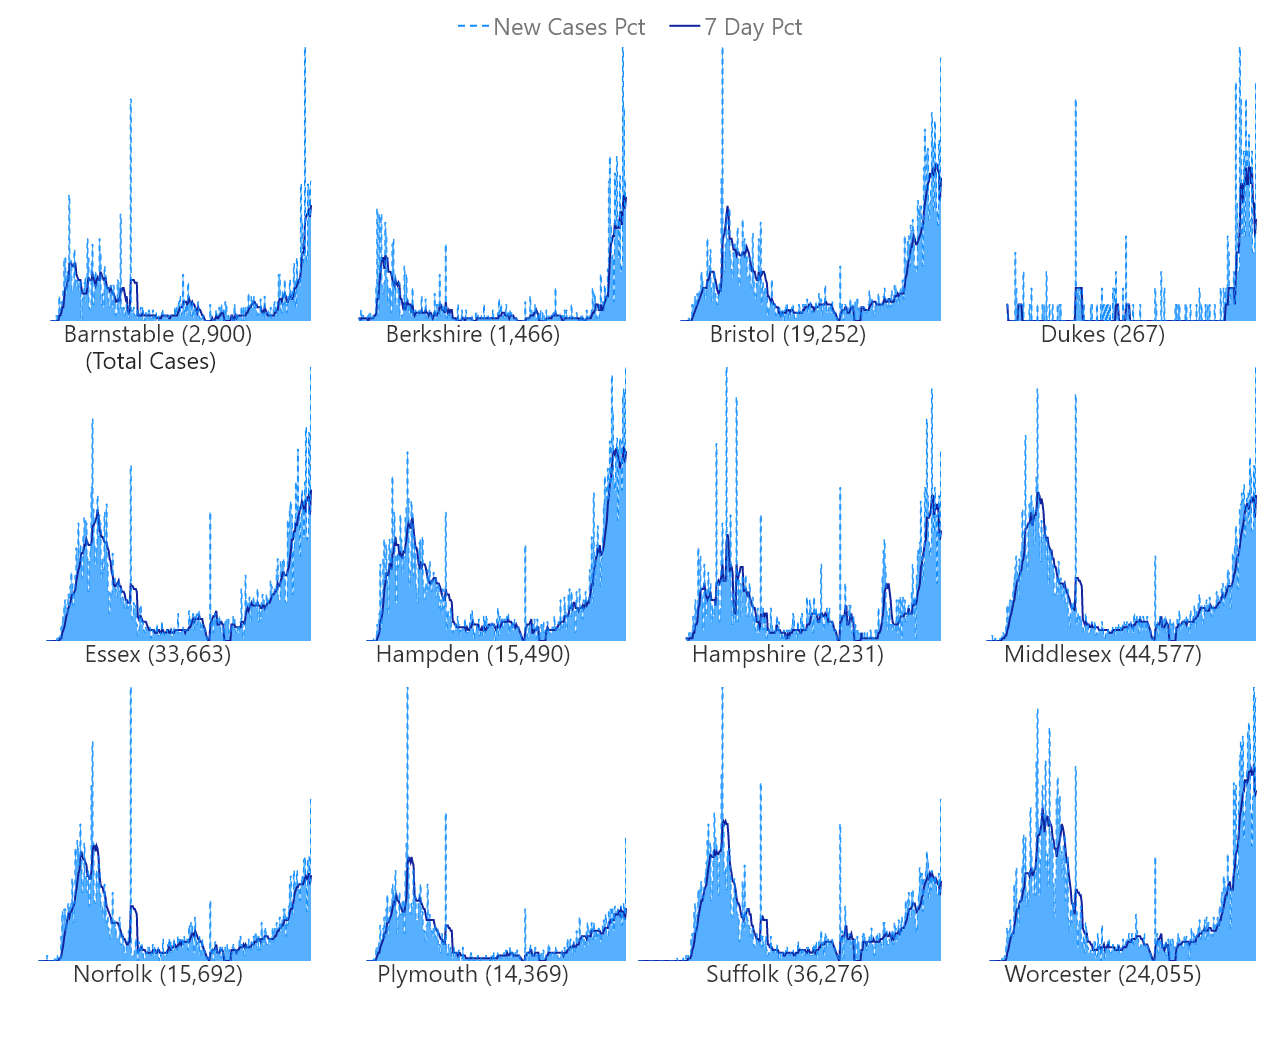 New Cases Pct 7 Day Pct
Barnstable (2,900) Berkshire (1,466) Bristol (19,252) Dukes (267)
(Total Cases)
Essex (33,663) Hampden (15,490) Hampshire (2,231) Middlesex (44,577)
Norfolk (15,692) Plymouth (14,369) Suffolk (36,276) Worcester (24,055)